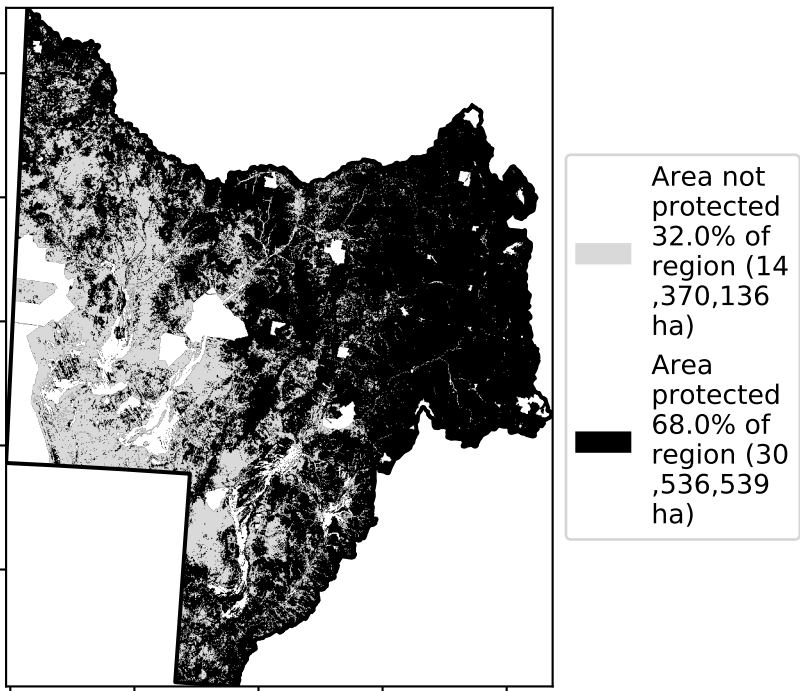 Area not
protected
32.0% of
region (14
,370,136
ha)
Area
protected
68.0% of
region (30
,536,539
ha)